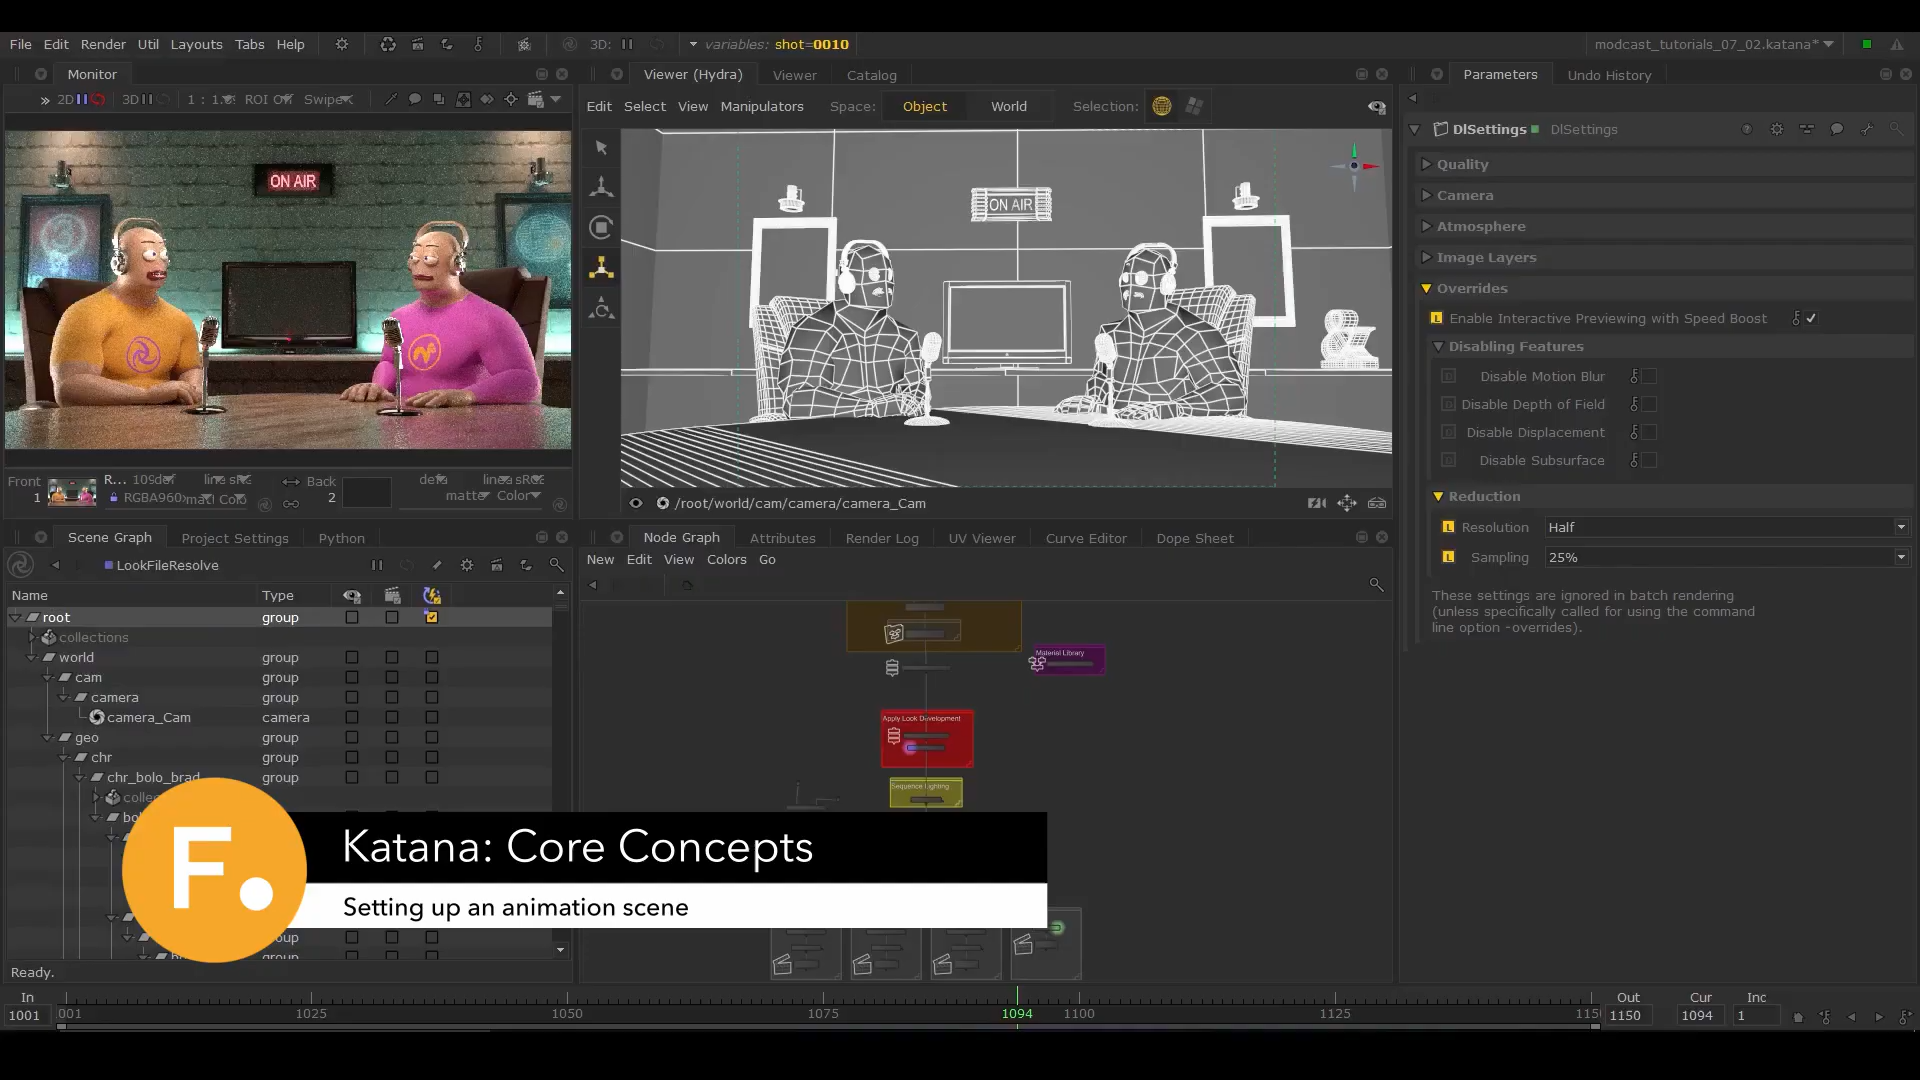 File Edit Render Util Layouts Tabs Help 3D: variables: shot=0010 modcast_tutorials_07_02.katana*
Monitor
2D 3D 1 : 1. ROI Off Swipe
ON AIR
Front
1
Back
2
Viewer (Hydra) Viewer Catalog
Edit Select View Manipulators Space: Object World Selection:
ON AIR
/root/world/cam/camera/camera_Cam
Parameters Undo History
DlSettings DlSettings
Quality
Camera
Atmosphere
Image Layers
Overrides
Enable Interactive Previewing with Speed Boost
Disabling Features
Disable Motion Blur
Disable Depth of Field
Disable Displacement
Disable Subsurface
Reduction
Resolution Half
Sampling 25%
These settings are ignored in batch rendering
(unless specifically called for using the command
line option -overrides).
Scene Graph Project Settings Python
LookFileResolve
Name Type
root group
collections
world group
cam group
camera group
camera_Cam camera
geo group
chr group
chr_bolo_brad group
Node Graph Attributes Render Log UV Viewer Curve Editor Dope Sheet
New Edit View Colors Go
Material Library
Apply Look Development
Sequence Lighting
F.
Katana: Core Concepts
Setting up an animation scene
Ready.
In
1001
1025 1050 1075 1094 1100 1125
Out
1150
Cur
1094
Inc
1